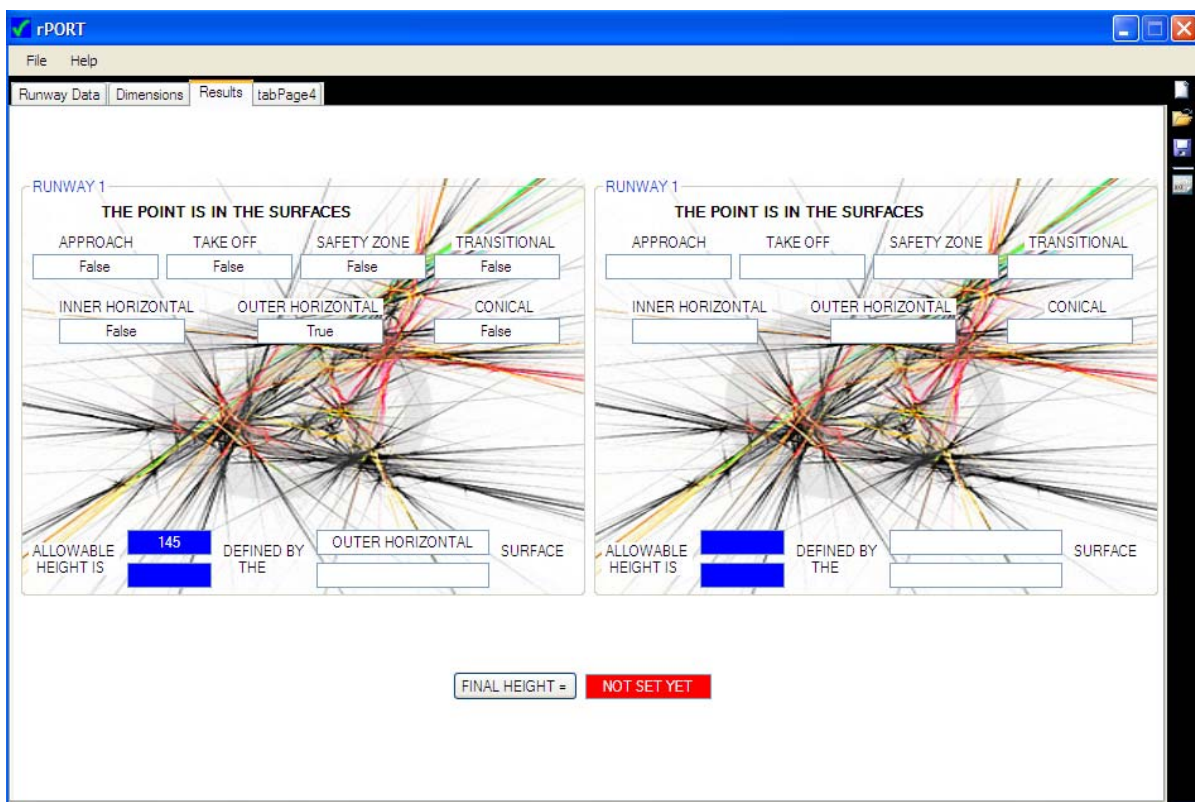 rPORT
File Help
Runway Data Dimensions Results tabPage4
RUNWAY 1
THE POINT IS IN THE SURFACES
APPROACH TAKE OFF SAFETY ZONE TRANSITIONAL
False False False False
INNER HORIZONTAL OUTER HORIZONTAL CONICAL
False True False
ALLOWABLE HEIGHT IS 145 DEFINED BY THE OUTER HORIZONTAL SURFACE
RUNWAY 1
THE POINT IS IN THE SURFACES
APPROACH TAKE OFF SAFETY ZONE TRANSITIONAL
INNER HORIZONTAL OUTER HORIZONTAL CONICAL
ALLOWABLE HEIGHT IS DEFINED BY THE SURFACE
FINAL HEIGHT = NOT SET YET